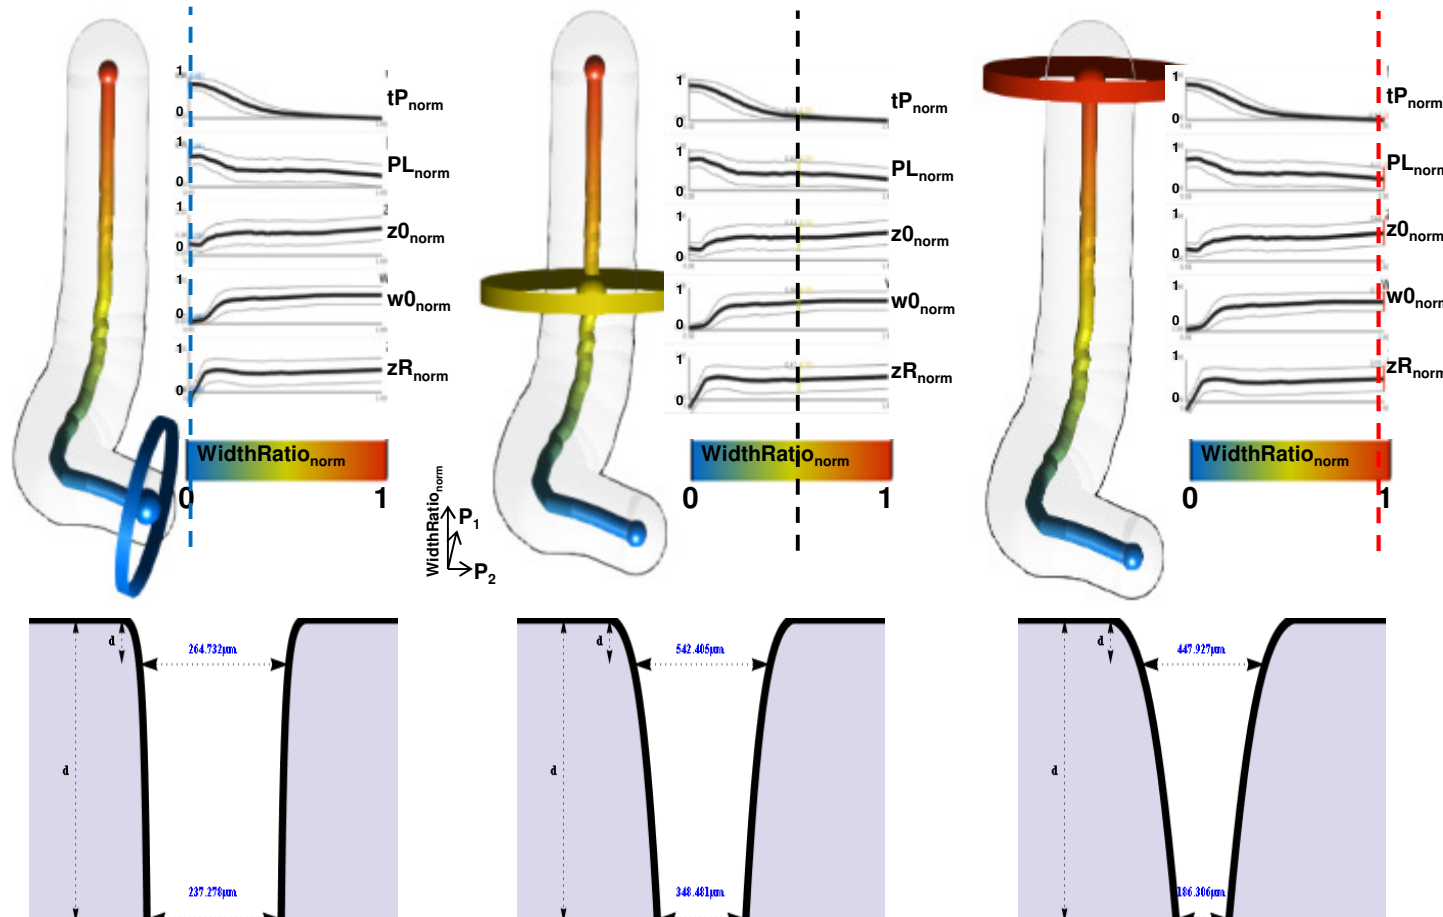 1
0
tPnorm
1
0
PLnorm
1
0
z0norm
1
0
w0norm
1
0
zRnorm
WidthRationorm
0
1
1
0
tPnorm
1
0
PLnorm
1
0
z0norm
1
0
w0norm
1
0
zRnorm
WidthRationorm
0
1
1
0
tPnorm
1
0
PLnorm
1
0
z0norm
1
0
w0norm
1
0
zRnorm
WidthRationorm
0
1
WidthRationorm
P1
P2
d
264.732µm
d
237.278µm
d
542.405µm
d
348.481µm
d
447.927µm
d
186.306µm